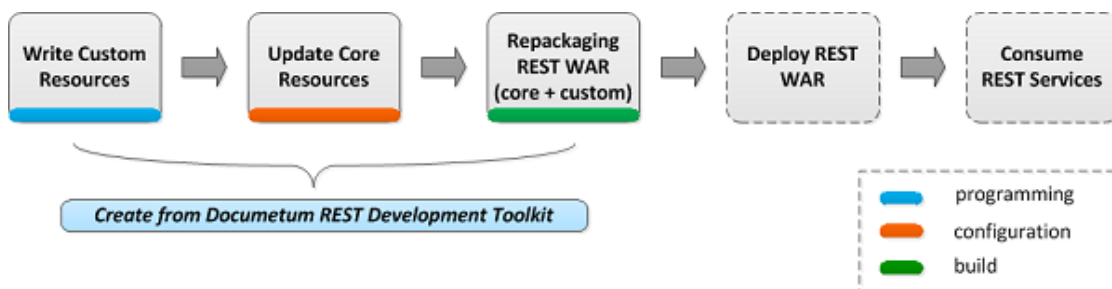 Write Custom
Resources
Update Core
Resources
Repackaging
REST WAR
(core + custom)
Deploy REST
WAR
Consume
REST Services
Create from Documetum REST Development Toolkit
programming
configuration
build